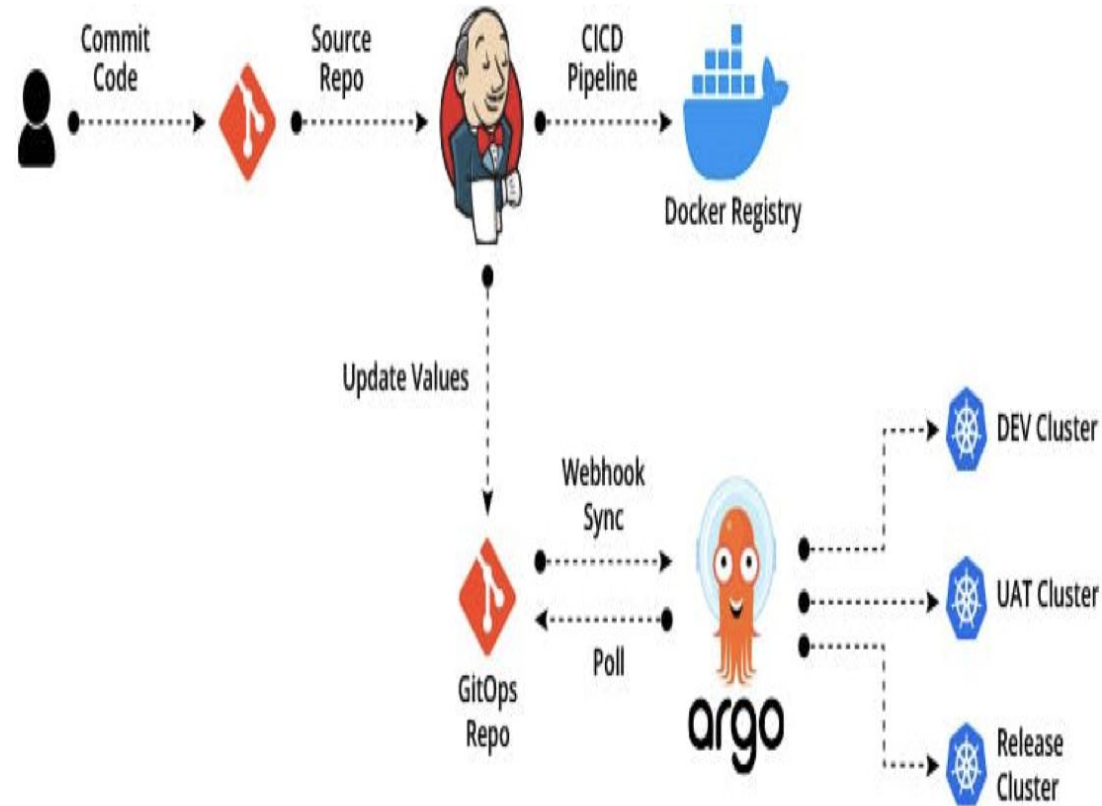 Commit
Code
Source
Repo
CICD
Pipeline
Docker Registry
Update Values
Webhook
Sync
Poll
GitOps
Repo
argo
DEV Cluster
UAT Cluster
Release
Cluster